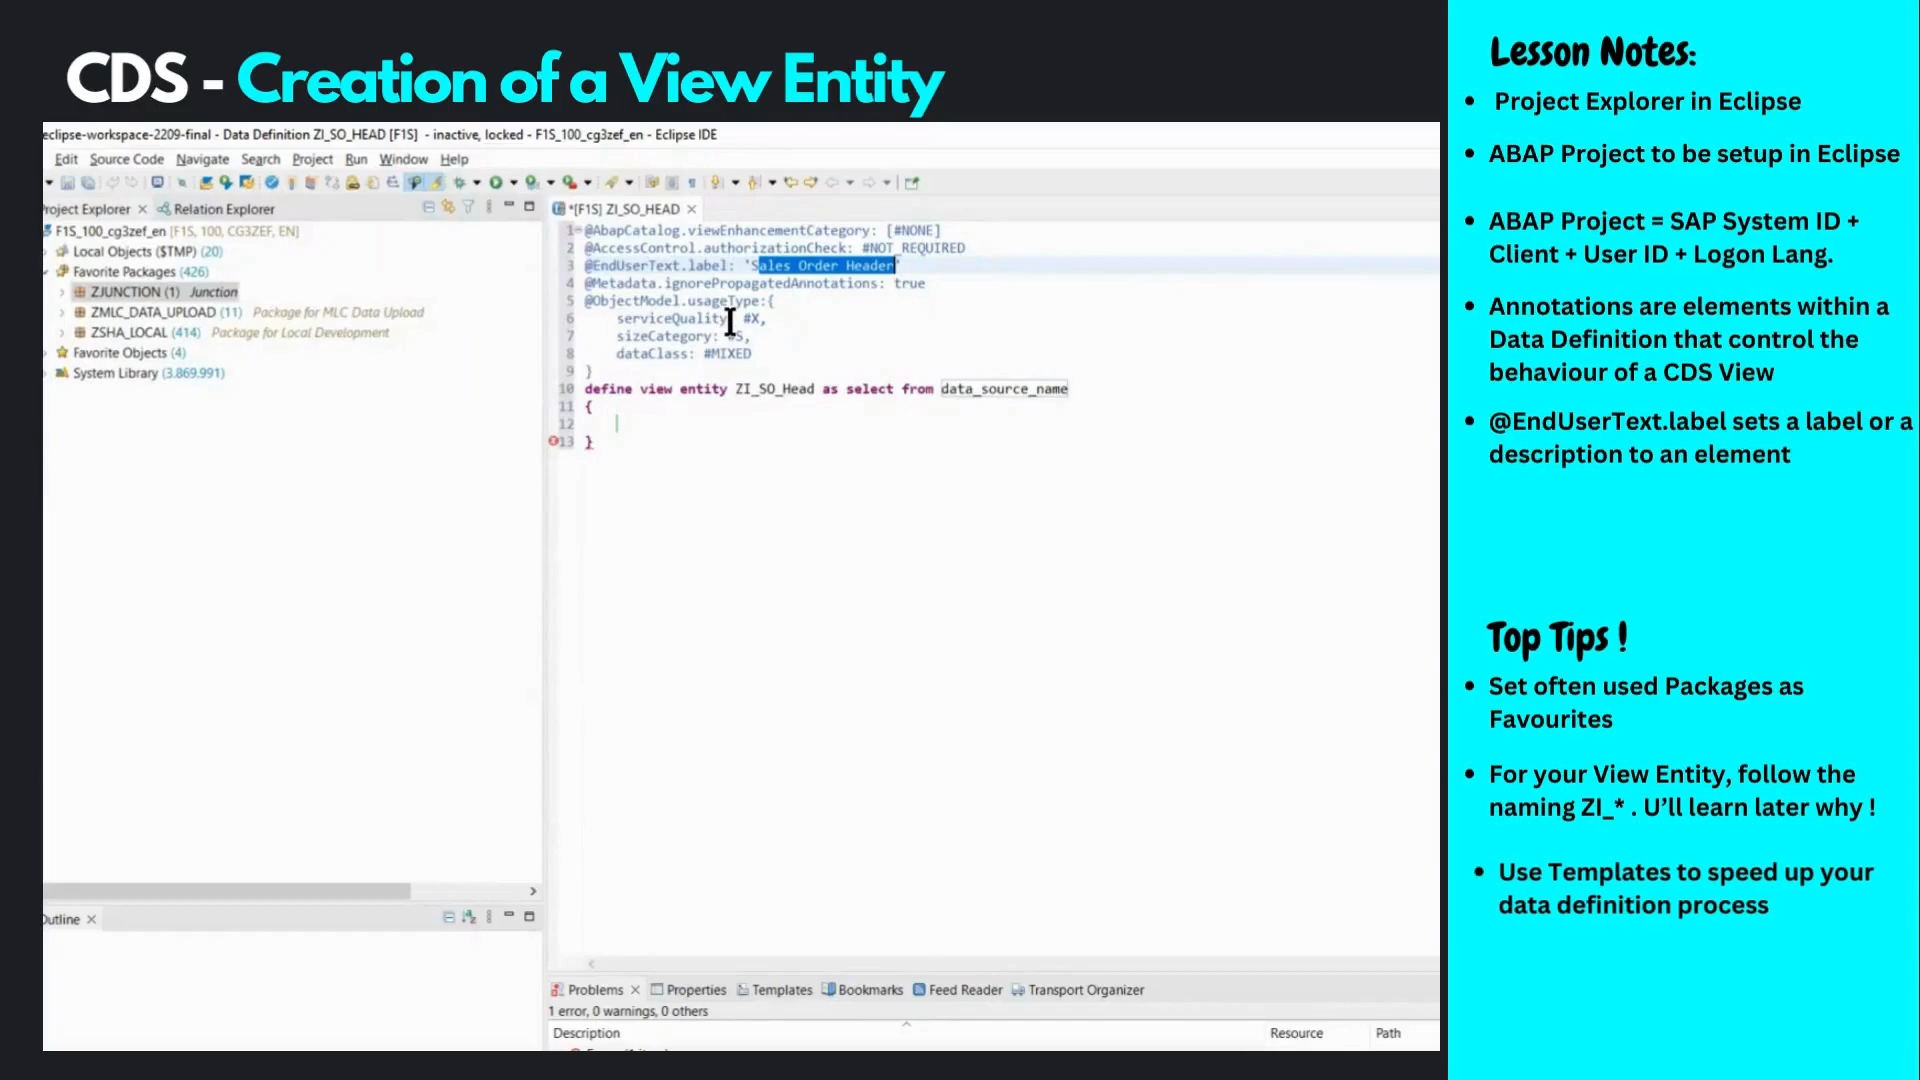 CDS - Creation of a View Entity
eclipse-workspace-2209-final - Data Definition ZI_SO_HEAD [F1S] - inactive, locked - F1S_100_cg3zef_en - Eclipse IDE
Edit Source Code Navigate Search Project Run Window Help
Project Explorer Relation Explorer
F1S_100_cg3zef_en [F1S, 100, CG3ZEF, EN]
Local Objects ($TMP) (20)
Favorite Packages (426)
ZJUNCTION (1) Junction
ZMLC_DATA_UPLOAD (11) Package for MLC Data Upload
ZSHA_LOCAL (414) Package for Local Development
Favorite Objects (4)
System Library (3.869.991)
Outline
*[F1S] ZI_SO_HEAD
1 @AbapCatalog.viewEnhancementCategory: [#NONE]
2 @AccessControl.authorizationCheck: #NOT_REQUIRED
3 @EndUserText.label: 'Sales Order Header'
4 @Metadata.ignorePropagatedAnnotations: true
5 @ObjectModel.usageType:{
6 serviceQuality: #X,
7 sizeCategory: #S,
8 dataClass: #MIXED
9 }
10 define view entity ZI_SO_Head as select from data_source_name
11 {
12
13 }
Problems Properties Templates Bookmarks Feed Reader Transport Organizer
1 error, 0 warnings, 0 others
Description Resource Path
Lesson Notes:
• Project Explorer in Eclipse
• ABAP Project to be setup in Eclipse
• ABAP Project = SAP System ID +
Client + User ID + Logon Lang.
• Annotations are elements within a
Data Definition that control the
behaviour of a CDS View
• @EndUserText.label sets a label or a
description to an element
Top Tips !
• Set often used Packages as
Favourites
• For your View Entity, follow the
naming ZI_* . U'll learn later why !
• Use Templates to speed up your
data definition process